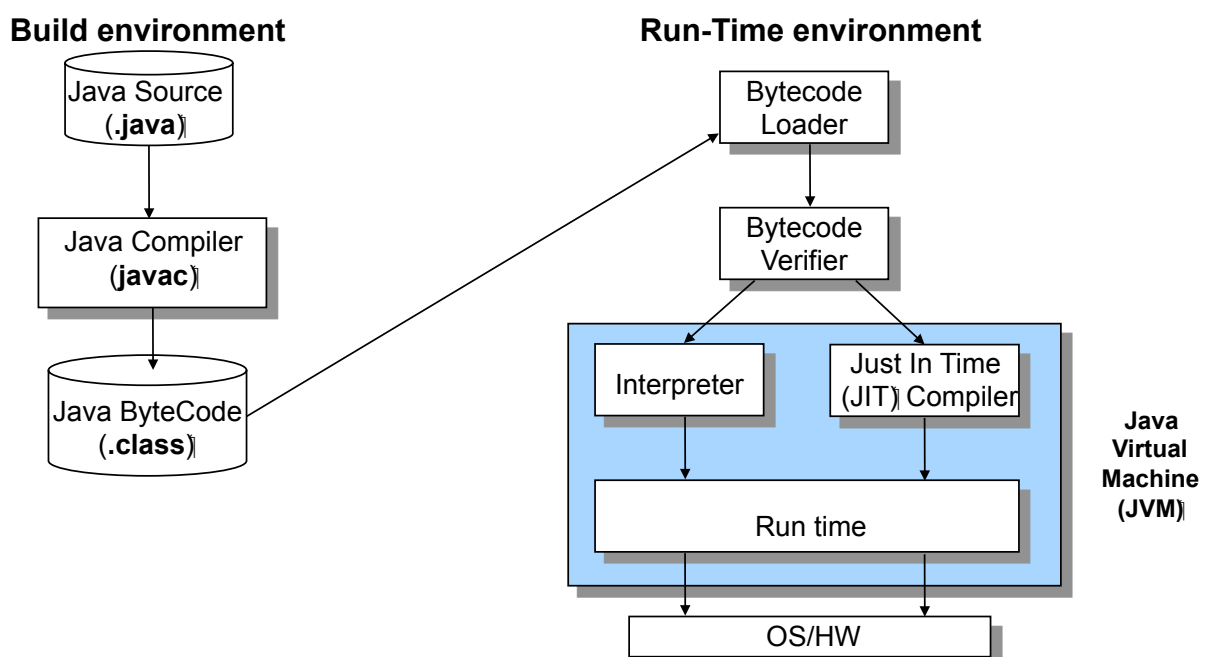 Build environment
Java Source
(.java)
Java Compiler
(javac)
Java ByteCode
(.class)
Run-Time environment
Bytecode
Loader
Bytecode
Verifier
Interpreter
Just In Time
(JIT) Compiler
Run time
Java
Virtual
Machine
(JVM)
OS/HW